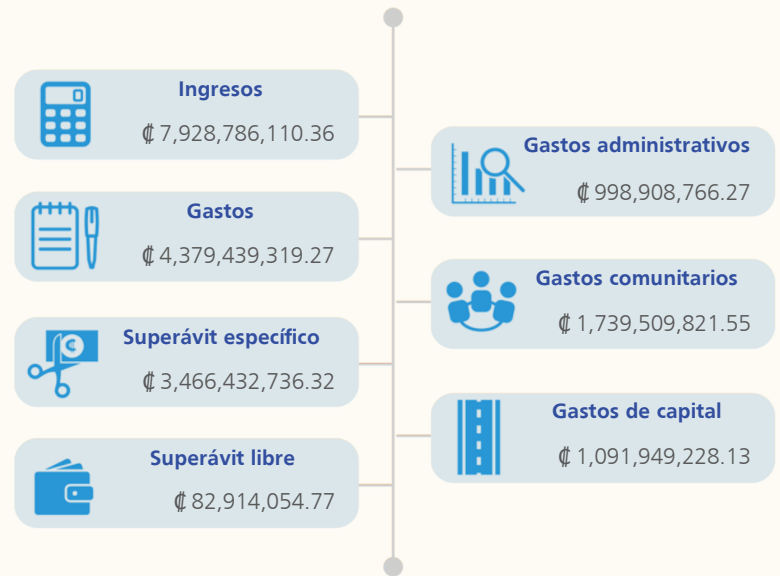 Ingresos
₡ 7,928,786,110.36
Gastos
₡ 4,379,439,319.27
Superávit específico
₡ 3,466,432,736.32
Superávit libre
₡ 82,914,054.77
Gastos administrativos
₡ 998,908,766.27
Gastos comunitarios
₡ 1,739,509,821.55
Gastos de capital
₡ 1,091,949,228.13